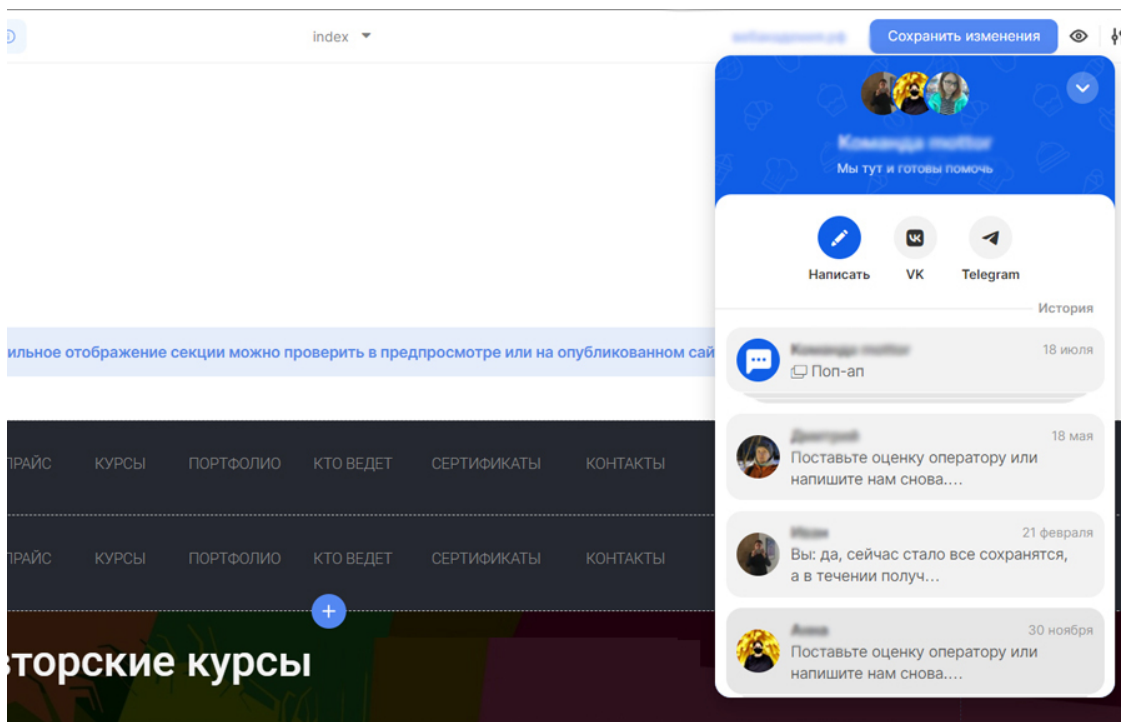 index
Сохранить изменения
Мы тут и готовы помочь
Написать
VK
Telegram
История
18 июля
Поп-ап
18 мая
Поставьте оценку оператору или
напишите нам снова....
21 февраля
Вы: да, сейчас стало все сохранятся,
а в течении получ...
30 ноября
Поставьте оценку оператору или
напишите нам снова....
ильное отображение секции можно проверить в предпросмотре или на опубликованном сай
ПРАЙС КУРСЫ ПОРТФОЛИО КТО ВЕДЕТ СЕРТИФИКАТЫ КОНТАКТЫ
ПРАЙС КУРСЫ ПОРТФОЛИО КТО ВЕДЕТ СЕРТИФИКАТЫ КОНТАКТЫ
вторские курсы